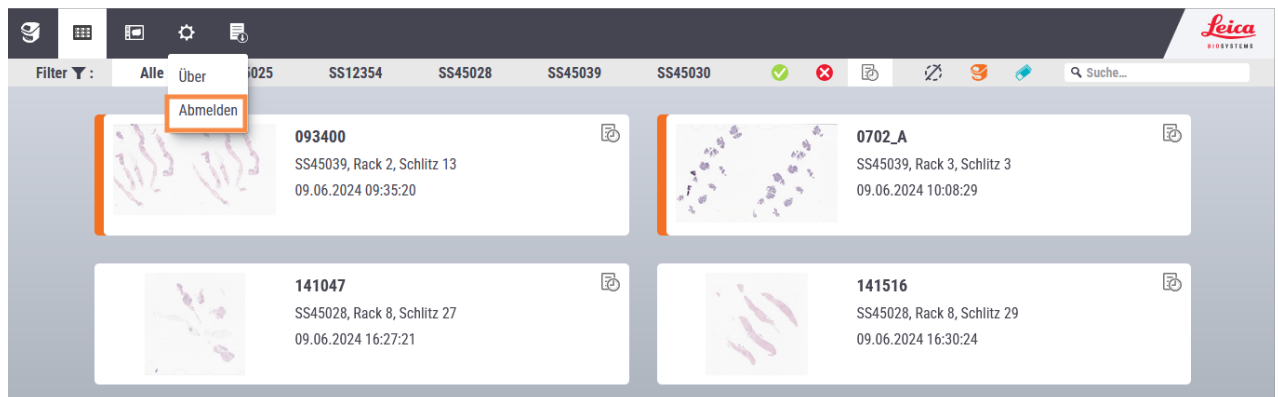 Leica
BIOSYSTEMS
Filter :
Alle
5025
SS12354
SS45028
SS45039
SS45030
Suche...
Über
Abmelden
093400
SS45039, Rack 2, Schlitz 13
09.06.2024 09:35:20
0702_A
SS45039, Rack 3, Schlitz 3
09.06.2024 10:08:29
141047
SS45028, Rack 8, Schlitz 27
09.06.2024 16:27:21
141516
SS45028, Rack 8, Schlitz 29
09.06.2024 16:30:24